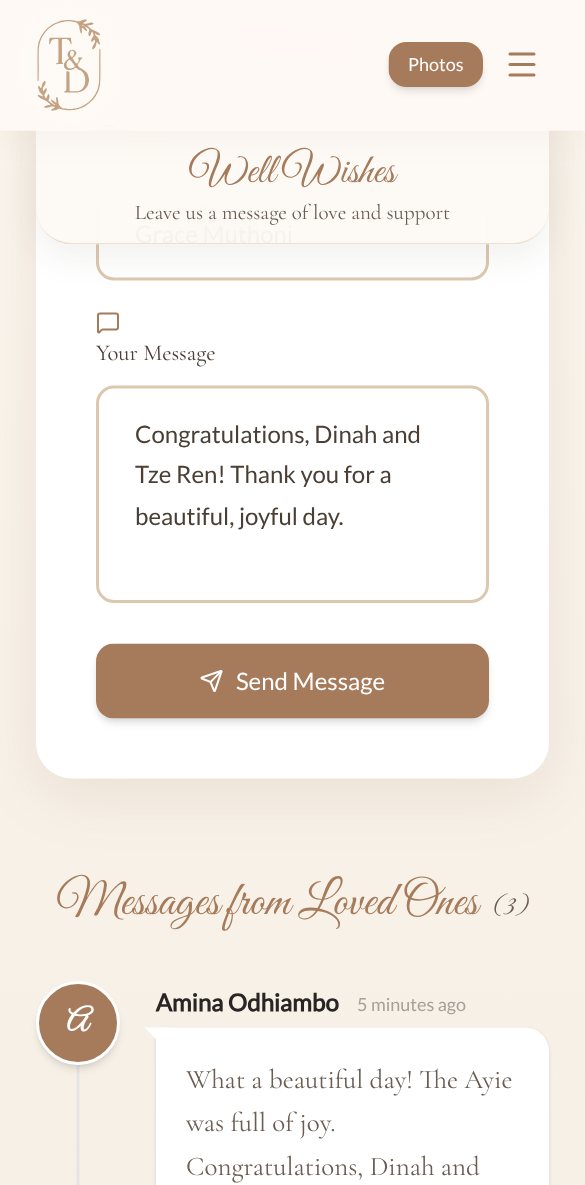 T&D
Photos
Well Wishes
Leave us a message of love and support
Grace Muthoni
Your Message
Congratulations, Dinah and
Tze Ren! Thank you for a
beautiful, joyful day.
Send Message
Messages from Loved Ones (3)
a
Amina Odhiambo 5 minutes ago
What a beautiful day! The Ayie
was full of joy.
Congratulations, Dinah and